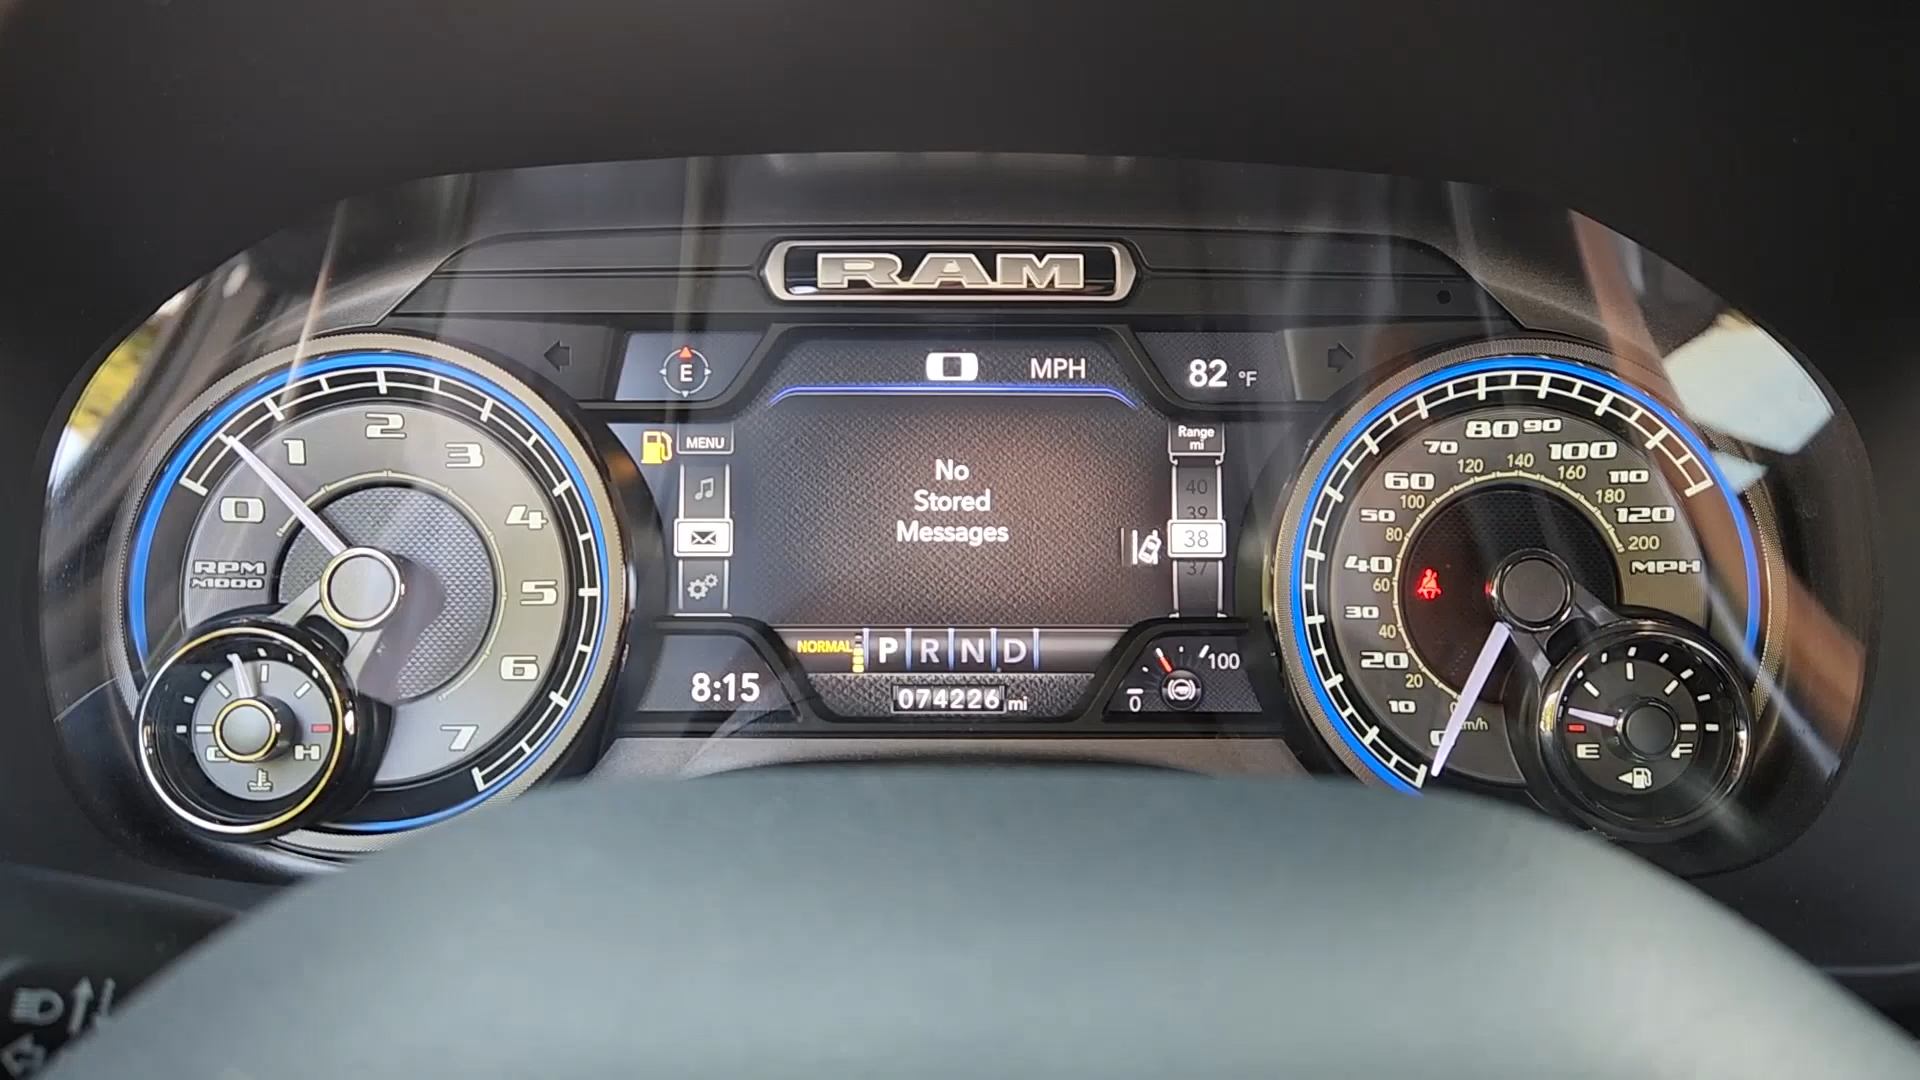 RAM
E
0 MPH
82 °F
MENU
Range
mi
40
39
38
37
No
Stored
Messages
NORMAL P R N D
8:15
074226 mi
0 100
0 1 2 3 4 5 6 7
RPM
X1000
C H
0 10 20 30 40 50 60 70 80 90 100 110 120
MPH
20 40 60 80 100 120 140 160 180 200
km/h
E F